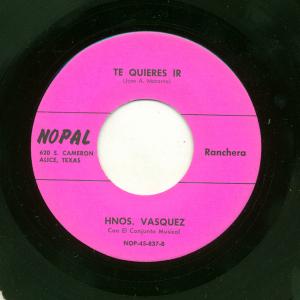 TE QUIERES IR
(Jose A. Matamo)
NOPAL
620 S. CAMERON
ALICE, TEXAS
Ranchera
HNOS. VASQUEZ
Con El Conjunto Musical
NOP-45-837-B